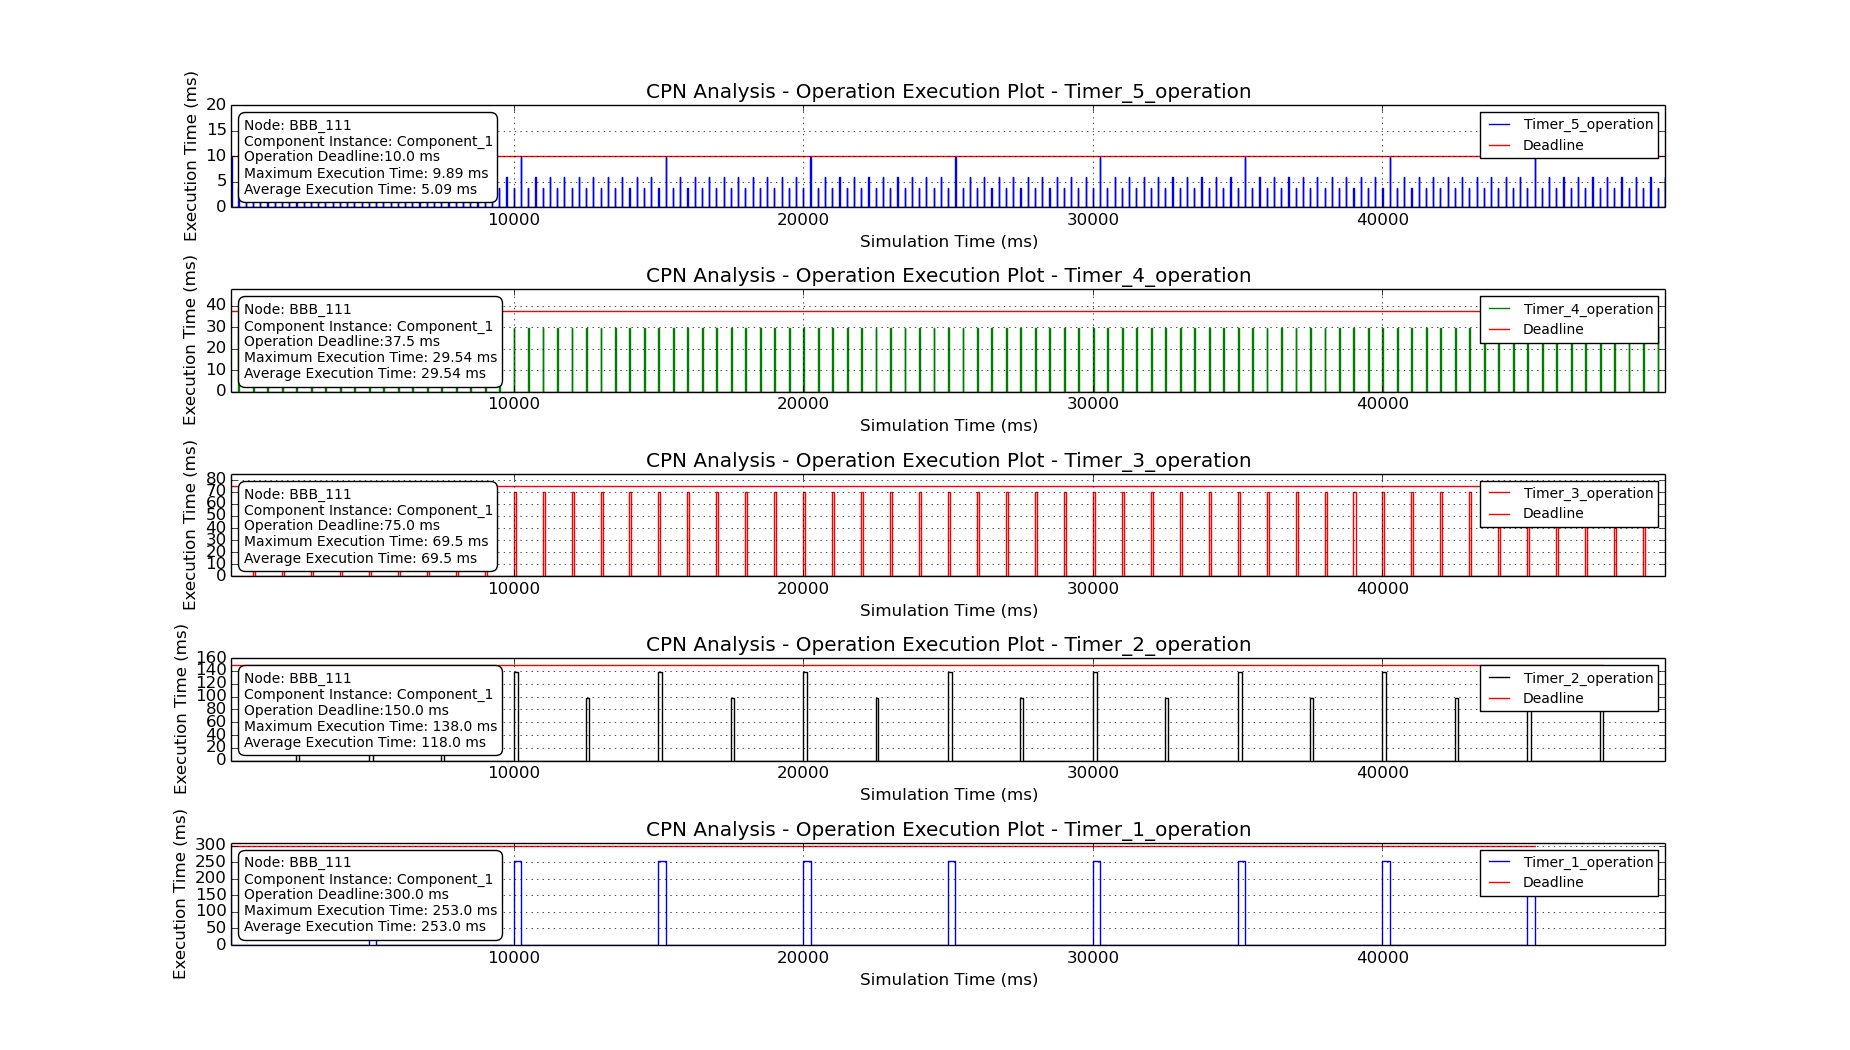 CPN Analysis - Operation Execution Plot - Timer_5_operation
Execution Time (ms)
20
15
10
5
0
Node: BBB_111
Component Instance: Component_1
Operation Deadline:10.0 ms
Maximum Execution Time: 9.89 ms
Average Execution Time: 5.09 ms
Timer_5_operation
Deadline
10000 20000 30000 40000
Simulation Time (ms)
CPN Analysis - Operation Execution Plot - Timer_4_operation
Execution Time (ms)
40
30
20
10
0
Node: BBB_111
Component Instance: Component_1
Operation Deadline:37.5 ms
Maximum Execution Time: 29.54 ms
Average Execution Time: 29.54 ms
Timer_4_operation
Deadline
10000 20000 30000 40000
Simulation Time (ms)
CPN Analysis - Operation Execution Plot - Timer_3_operation
Execution Time (ms)
80
70
60
50
40
30
20
10
0
Node: BBB_111
Component Instance: Component_1
Operation Deadline:75.0 ms
Maximum Execution Time: 69.5 ms
Average Execution Time: 69.5 ms
Timer_3_operation
Deadline
10000 20000 30000 40000
Simulation Time (ms)
CPN Analysis - Operation Execution Plot - Timer_2_operation
Execution Time (ms)
160
140
120
100
80
60
40
20
0
Node: BBB_111
Component Instance: Component_1
Operation Deadline:150.0 ms
Maximum Execution Time: 138.0 ms
Average Execution Time: 118.0 ms
Timer_2_operation
Deadline
10000 20000 30000 40000
Simulation Time (ms)
CPN Analysis - Operation Execution Plot - Timer_1_operation
Execution Time (ms)
300
250
200
150
100
50
0
Node: BBB_111
Component Instance: Component_1
Operation Deadline:300.0 ms
Maximum Execution Time: 253.0 ms
Average Execution Time: 253.0 ms
Timer_1_operation
Deadline
10000 20000 30000 40000
Simulation Time (ms)